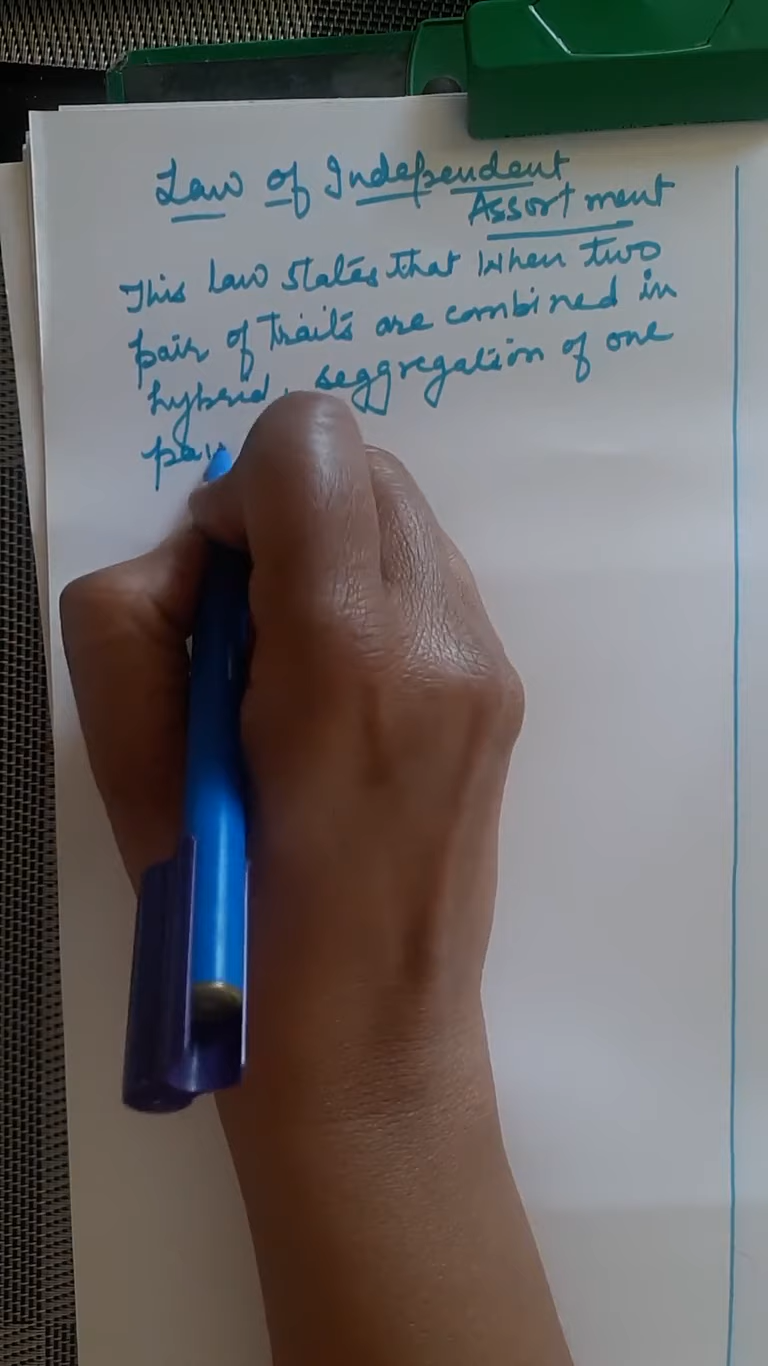 Law of Independent
Assortment
This Law states that When two
pair of Traits are combined in
hybrid, seggregation of one
pai